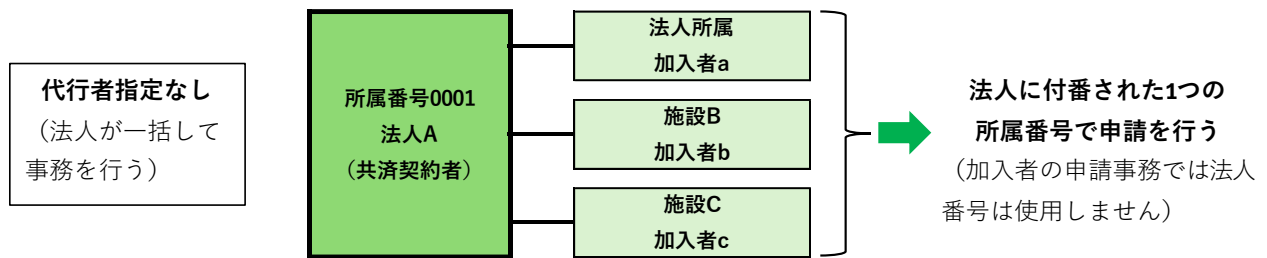 代行者指定なし
（法人が一括して
事務を行う）
所属番号0001
法人A
（共済契約者）
法人所属
加入者a
施設B
加入者b
施設C
加入者c
法人に付番された1つの
所属番号で申請を行う
（加入者の申請事務では法人
番号は使用しません）